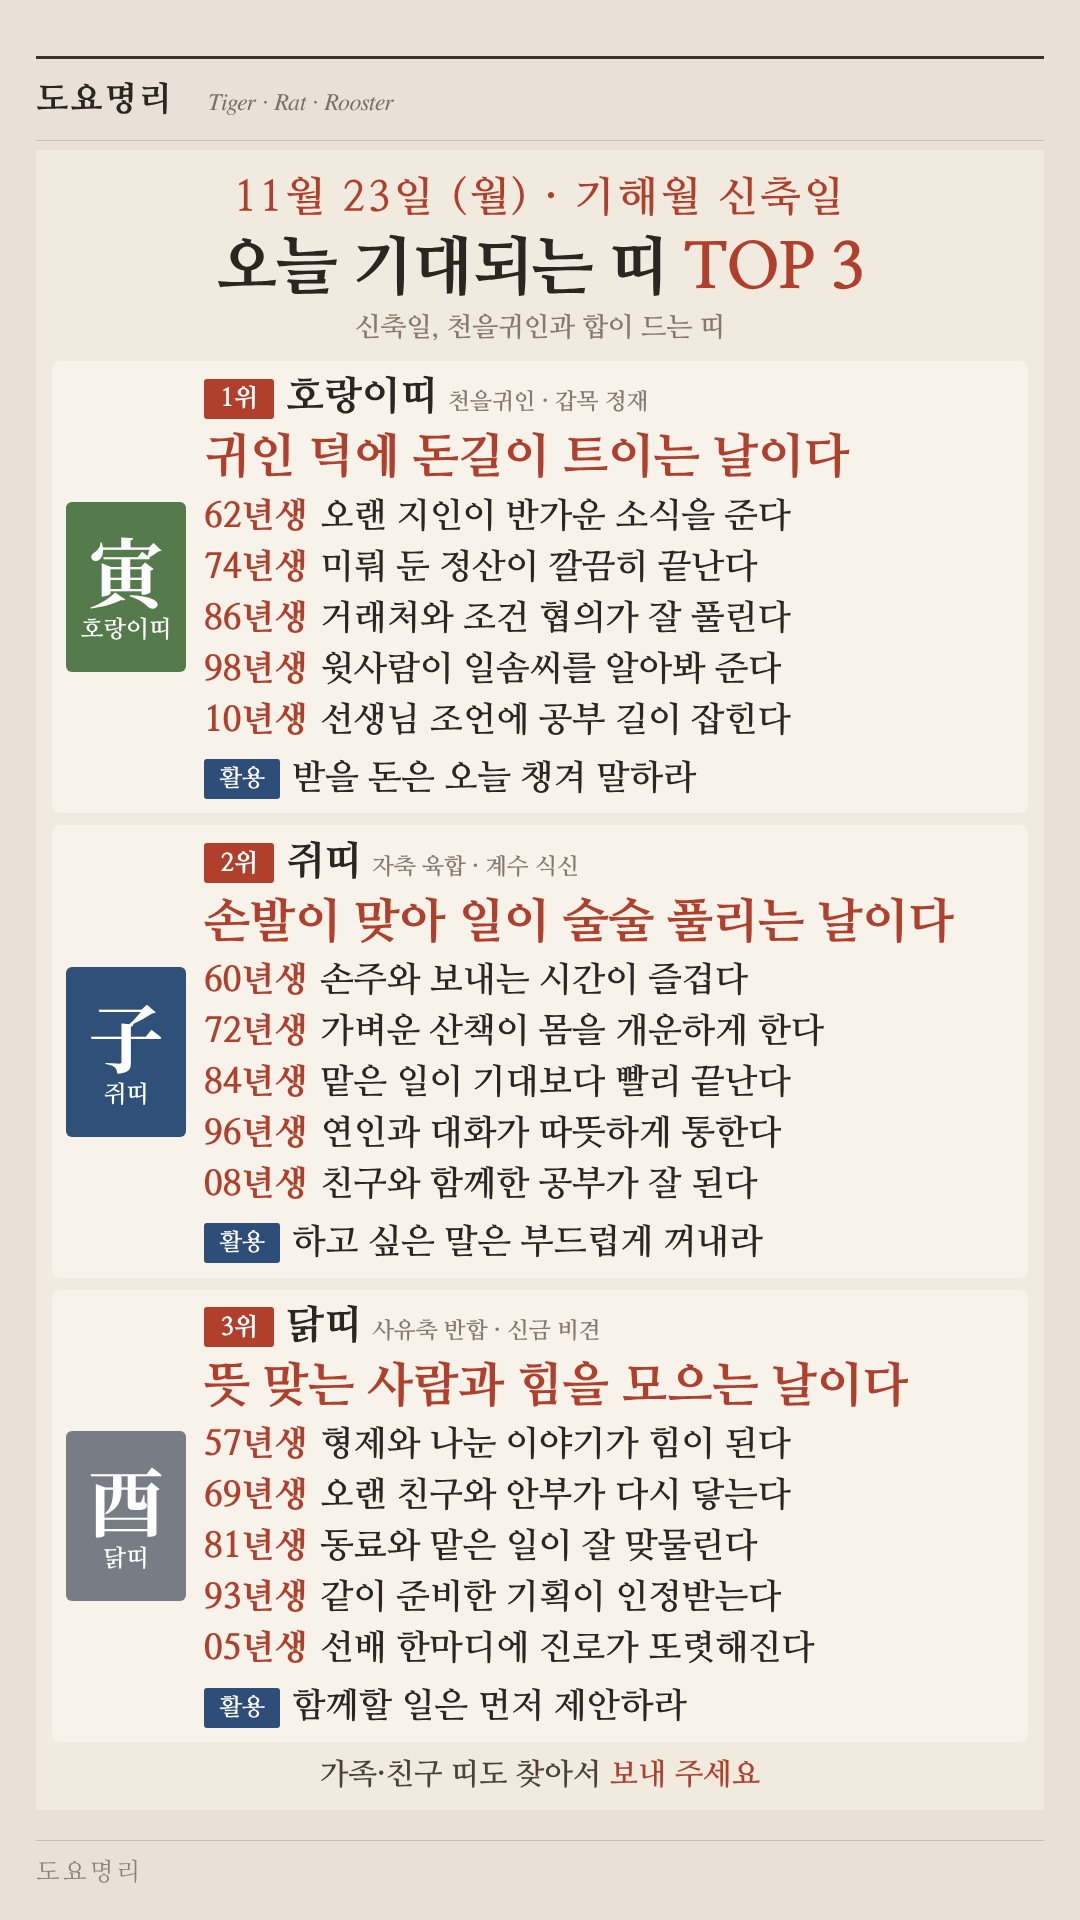 도요명리 Tiger · Rat · Rooster
11월 23일 (월) · 기해월 신축일
오늘 기대되는 띠 TOP 3
신축일, 천을귀인과 합이 드는 띠
1위 호랑이띠 천을귀인 · 갑목 정재
귀인 덕에 돈길이 트이는 날이다
寅
호랑이띠
62년생 오랜 지인이 반가운 소식을 준다
74년생 미뤄 둔 정산이 깔끔히 끝난다
86년생 거래처와 조건 협의가 잘 풀린다
98년생 윗사람이 일솜씨를 알아봐 준다
10년생 선생님 조언에 공부 길이 잡힌다
활용 받을 돈은 오늘 챙겨 말하라
2위 쥐띠 자축 육합 · 계수 식신
손발이 맞아 일이 술술 풀리는 날이다
子
쥐띠
60년생 손주와 보내는 시간이 즐겁다
72년생 가벼운 산책이 몸을 개운하게 한다
84년생 맡은 일이 기대보다 빨리 끝난다
96년생 연인과 대화가 따뜻하게 통한다
08년생 친구와 함께한 공부가 잘 된다
활용 하고 싶은 말은 부드럽게 꺼내라
3위 닭띠 사유축 반합 · 신금 비견
뜻 맞는 사람과 힘을 모으는 날이다
酉
닭띠
57년생 형제와 나눈 이야기가 힘이 된다
69년생 오랜 친구와 안부가 다시 닿는다
81년생 동료와 맡은 일이 잘 맞물린다
93년생 같이 준비한 기획이 인정받는다
05년생 선배 한마디에 진로가 또렷해진다
활용 함께할 일은 먼저 제안하라
가족·친구 띠도 찾아서 보내 주세요
도요명리